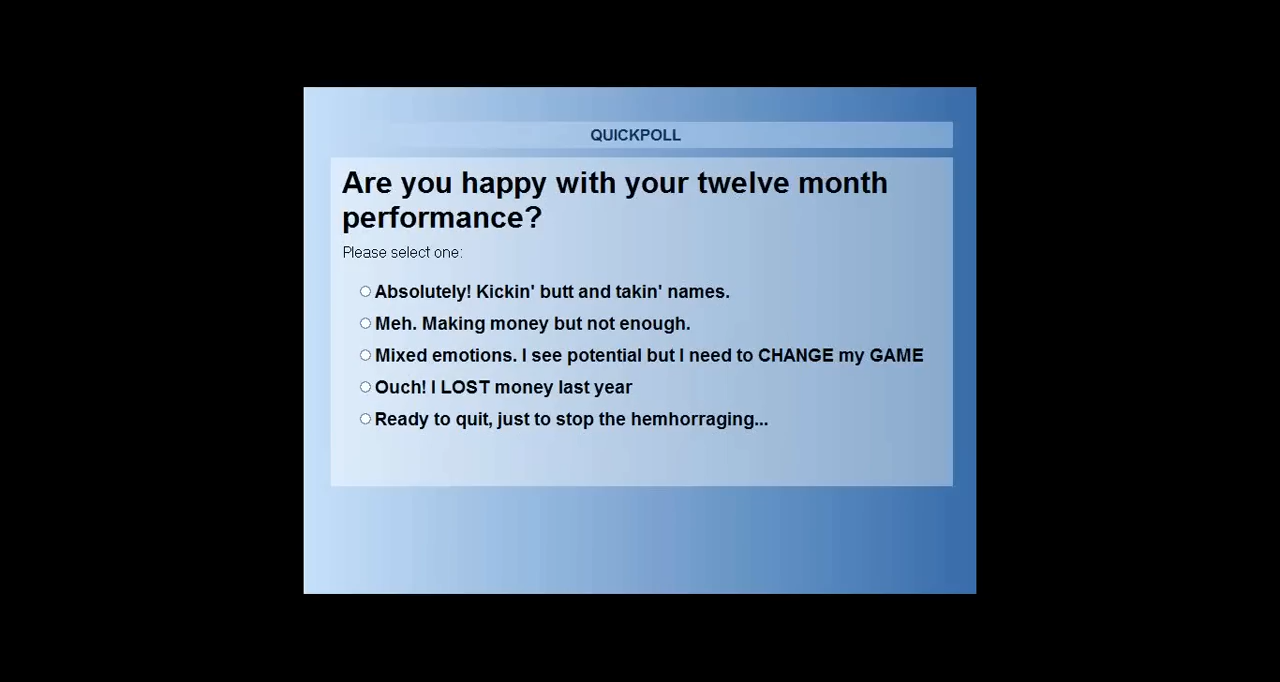 QUICKPOLL
Are you happy with your twelve month
performance?
Please select one:
Absolutely! Kickin' butt and takin' names.
Meh. Making money but not enough.
Mixed emotions. I see potential but I need to CHANGE my GAME
Ouch! I LOST money last year
Ready to quit, just to stop the hemhorraging...